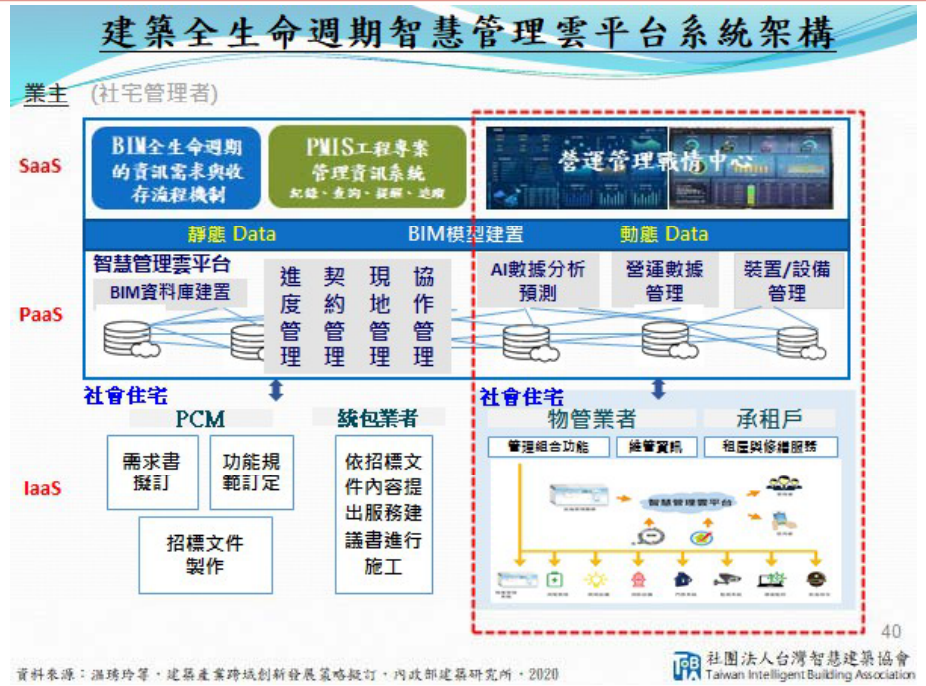 建築全生命週期智慧管理雲平台系統架構
業主 (社宅管理者)
SaaS
BIM全生命週期
的資訊需求與收
存流程機制
PMIS工程專案
管理資訊系統
紀錄、查詢、提醒、追蹤
營運管理戰情中心
靜態 Data
BIM模型建置
動態 Data
PaaS
智慧管理雲平台
BIM資料庫建置
進度管理
契約管理
現地管理
協作管理
AI數據分析
預測
營運數據
管理
裝置/設備
管理
IaaS
社會住宅
PCM
需求書
擬訂
功能規
範訂定
招標文件
製作
統包業者
依招標文
件內容提
出服務建
議書進行
施工
社會住宅
物管業者
承租戶
管理組合功能
維管資訊
租屋與修繕服務
智慧管理雲平台
40
資料來源：溫琇玲等，建築產業跨域創新發展策略擬訂，內政部建築研究所，2020
社團法人台灣智慧建築協會
Taiwan Intelligent Building Association